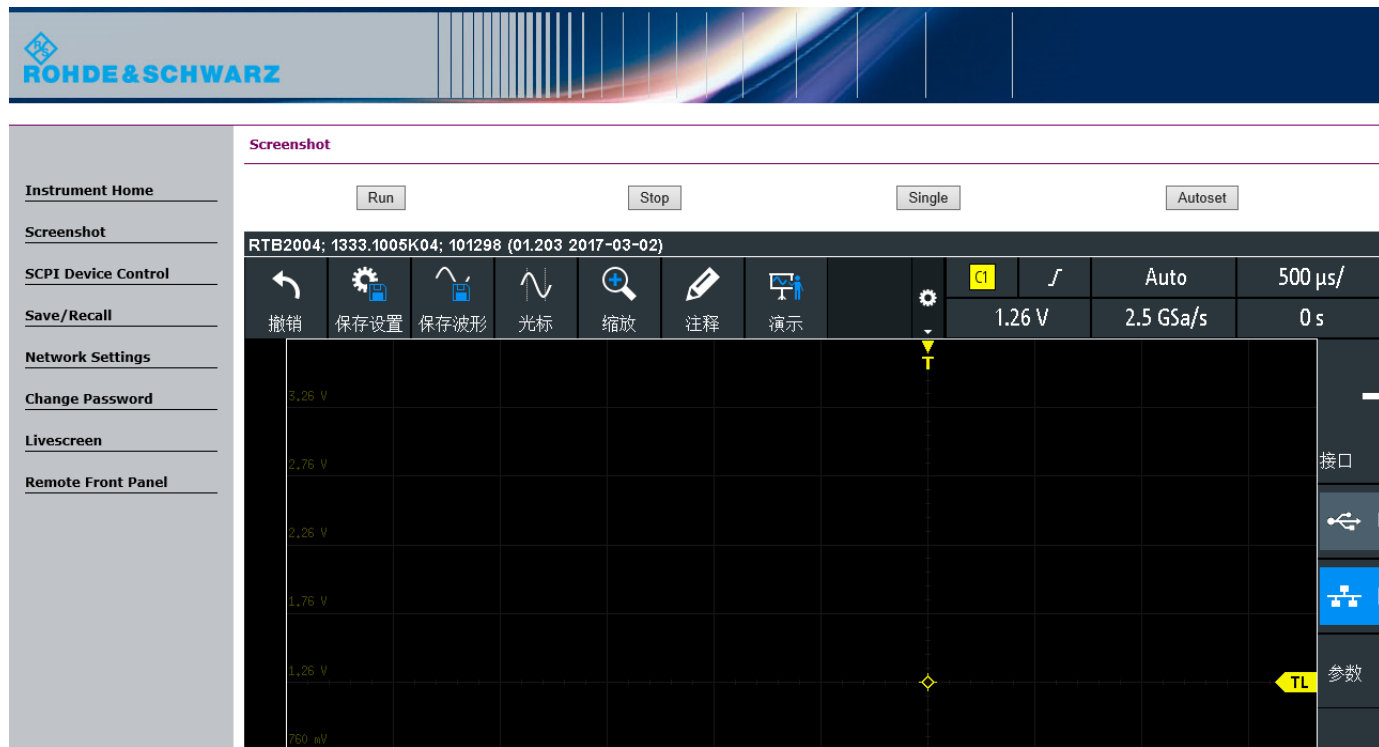 R&S
ROHDE&SCHWARZ
Screenshot
Instrument Home
Screenshot
SCPI Device Control
Save/Recall
Network Settings
Change Password
Livescreen
Remote Front Panel
Run Stop Single Autoset
RTB2004; 1333.1005K04; 101298 (01.203 2017-03-02)
撤销 保存设置 保存波形 光标 缩放 注释 演示
C1 Auto 500 µs/
1.26 V 2.5 GSa/s 0 s
T
3.26 V
2.76 V
接口
2.26 V
1.76 V
1.26 V
参数
TL
760 mV